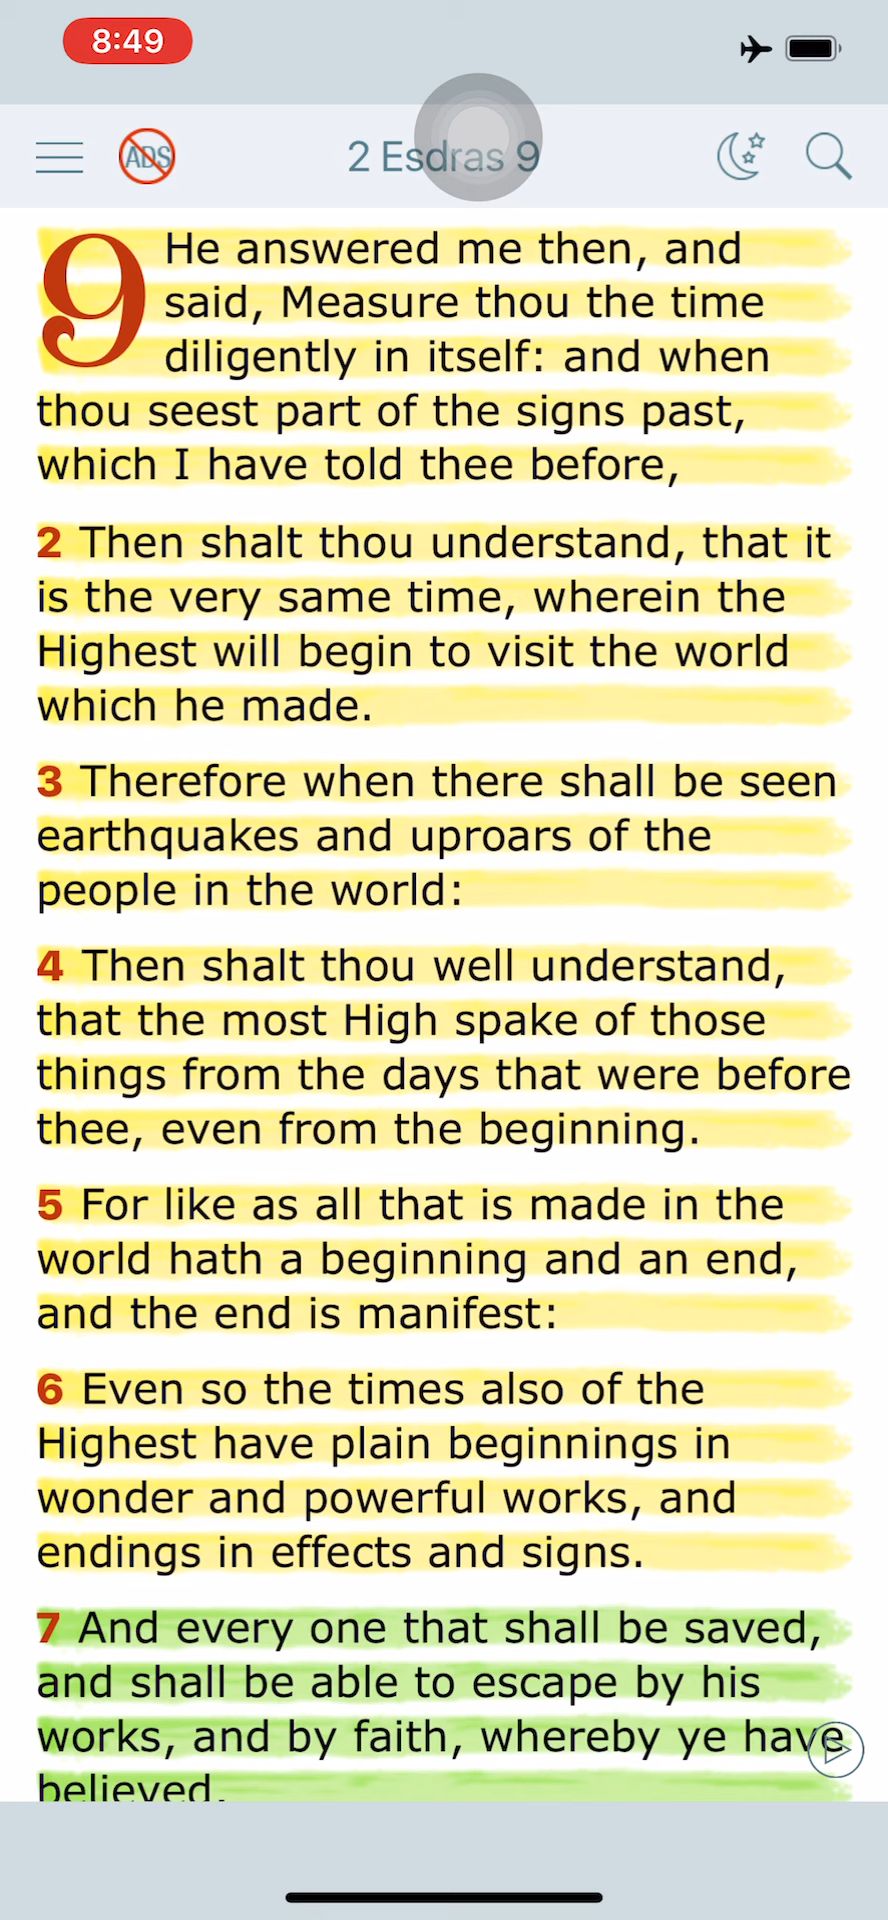 8:49
ADS
2 Esdras 9
9 He answered me then, and
said, Measure thou the time
diligently in itself: and when
thou seest part of the signs past,
which I have told thee before,
2 Then shalt thou understand, that it
is the very same time, wherein the
Highest will begin to visit the world
which he made.
3 Therefore when there shall be seen
earthquakes and uproars of the
people in the world:
4 Then shalt thou well understand,
that the most High spake of those
things from the days that were before
thee, even from the beginning.
5 For like as all that is made in the
world hath a beginning and an end,
and the end is manifest:
6 Even so the times also of the
Highest have plain beginnings in
wonder and powerful works, and
endings in effects and signs.
7 And every one that shall be saved,
and shall be able to escape by his
works, and by faith, whereby ye have
believed.